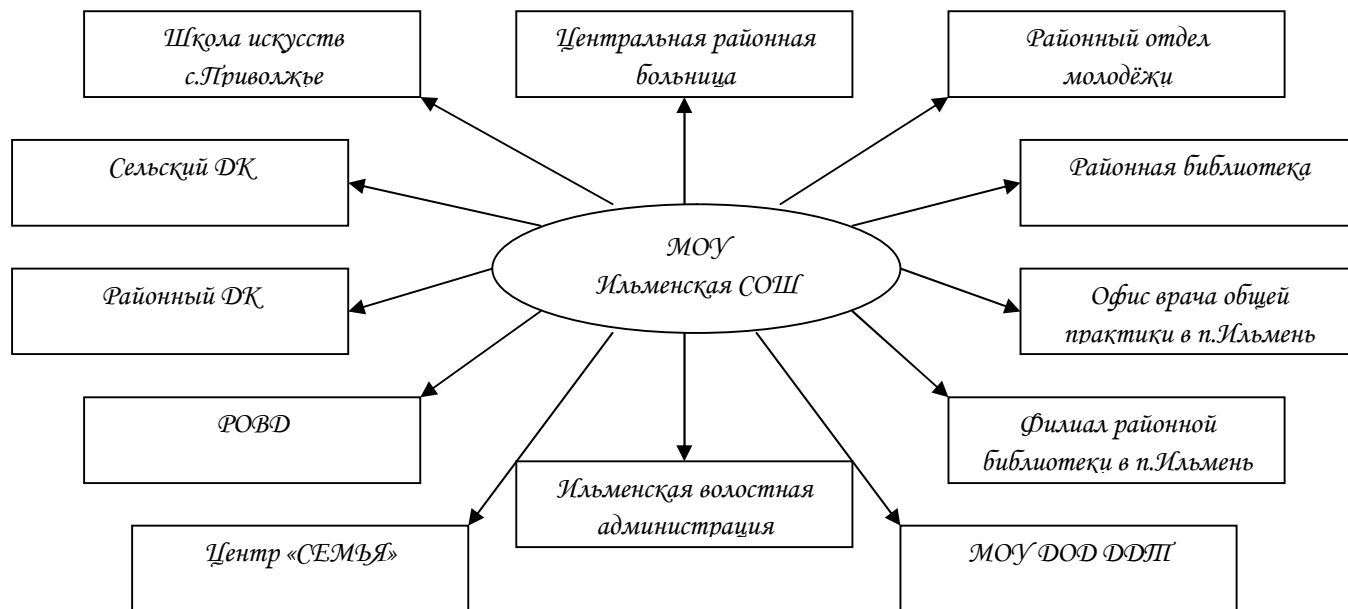 Школа искусств
с.Приволжье
Центральная районная
больница
Районный отдел
молодёжи
Сельский ДК
Районная библиотека
МОУ
Ильменская СОШ
Районный ДК
Офис врача общей
практики в п.Ильмень
РОВД
Филиал районной
библиотеки в п.Ильмень
Ильменская волостная
администрация
Центр «СЕМЬЯ»
МОУ ДОД ДДТ